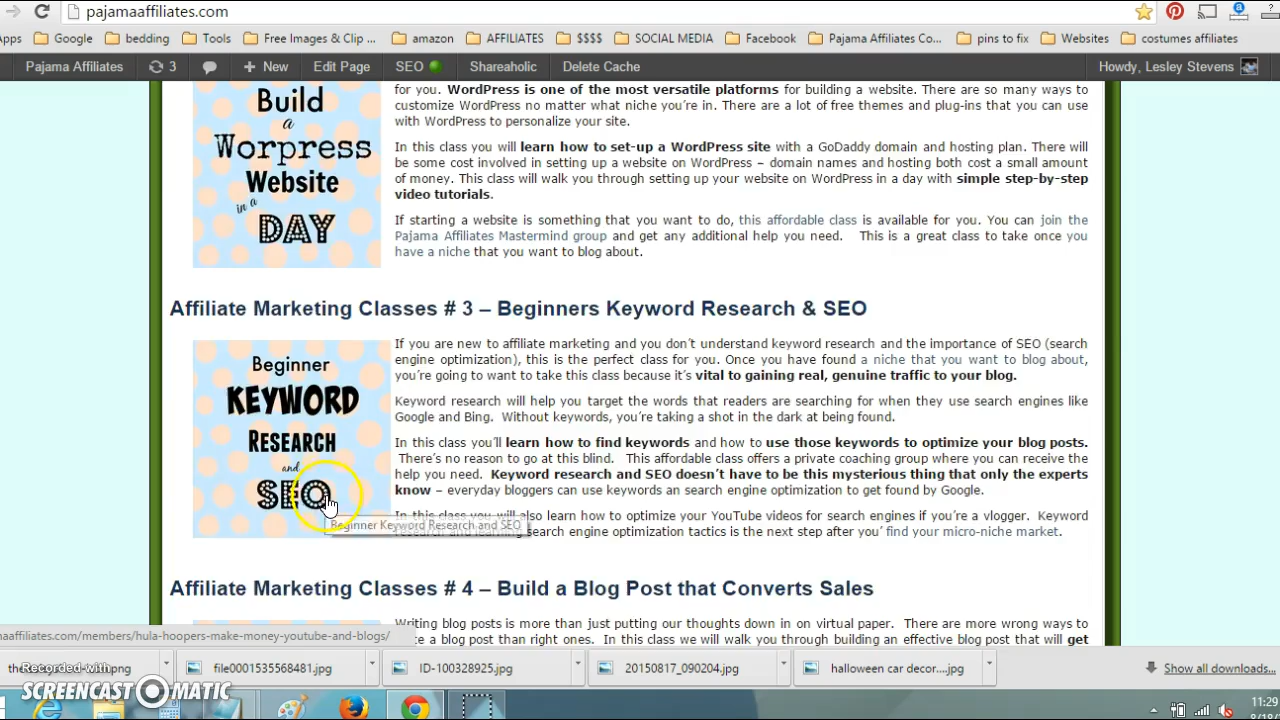 pajamaAffiliates.com
Apps Google bedding Tools Free Images & Clip ... amazon AFFILIATES $$$$ SOCIAL MEDIA Facebook Pajama Affiliates Co... pins to fix Websites costumes affiliates
Pajama Affiliates 3 New Edit Page SEO Shareaholic Delete Cache Howdy, Lesley Stevens
Build
a
Worpress
Website
in a
DAY
for you. WordPress is one of the most versatile platforms for building a website. There are so many ways to
customize WordPress no matter what niche you're in. There are a lot of free themes and plug-ins that you can use
with WordPress to personalize your site.
In this class you will learn how to set-up a WordPress site with a GoDaddy domain and hosting plan. There will
be some cost involved in setting up a website on WordPress – domain names and hosting both cost a small amount
of money. This class will walk you through setting up your website on WordPress in a day with simple step-by-step
video tutorials.
If starting a website is something that you want to do, this affordable class is available for you. You can join the
Pajama Affiliates Mastermind group and get any additional help you need. This is a great class to take once you
have a niche that you want to blog about.
Affiliate Marketing Classes # 3 – Beginners Keyword Research & SEO
Beginner
KEYWORD
RESEARCH
and
SEO
If you are new to affiliate marketing and you don't understand keyword research and the importance of SEO (search
engine optimization), this is the perfect class for you. Once you have found a niche that you want to blog about,
you're going to want to take this class because it's vital to gaining real, genuine traffic to your blog.
Keyword research will help you target the words that readers are searching for when they use search engines like
Google and Bing. Without keywords, you're taking a shot in the dark at being found.
In this class you'll learn how to find keywords and how to use those keywords to optimize your blog posts.
There's no reason to go at this blind. This affordable class offers a private coaching group where you can receive the
help you need. Keyword research and SEO doesn't have to be this mysterious thing that only the experts
know – everyday bloggers can use keywords an search engine optimization to get found by Google.
In this class you will also learn how to optimize your YouTube videos for search engines if you're a vlogger. Keyword
research and learning search engine optimization tactics is the next step after you' find your micro-niche market.
Beginner Keyword Research and SEO
Affiliate Marketing Classes # 4 – Build a Blog Post that Converts Sales
Writing blog posts is more than just putting our thoughts down in on virtual paper. There are more wrong ways to
a blog post than right ones. In this class we will walk you through building an effective blog post that will get
maaffiliates.com/members/hula-hoopers-make-money-youtube-and-blogs/
.png file0001535568481.jpg ID-100328925.jpg 20150817_090204.jpg halloween car decor....jpg Show all downloads...
Recorded with
SCREENCAST MATIC
11:29
8/18/